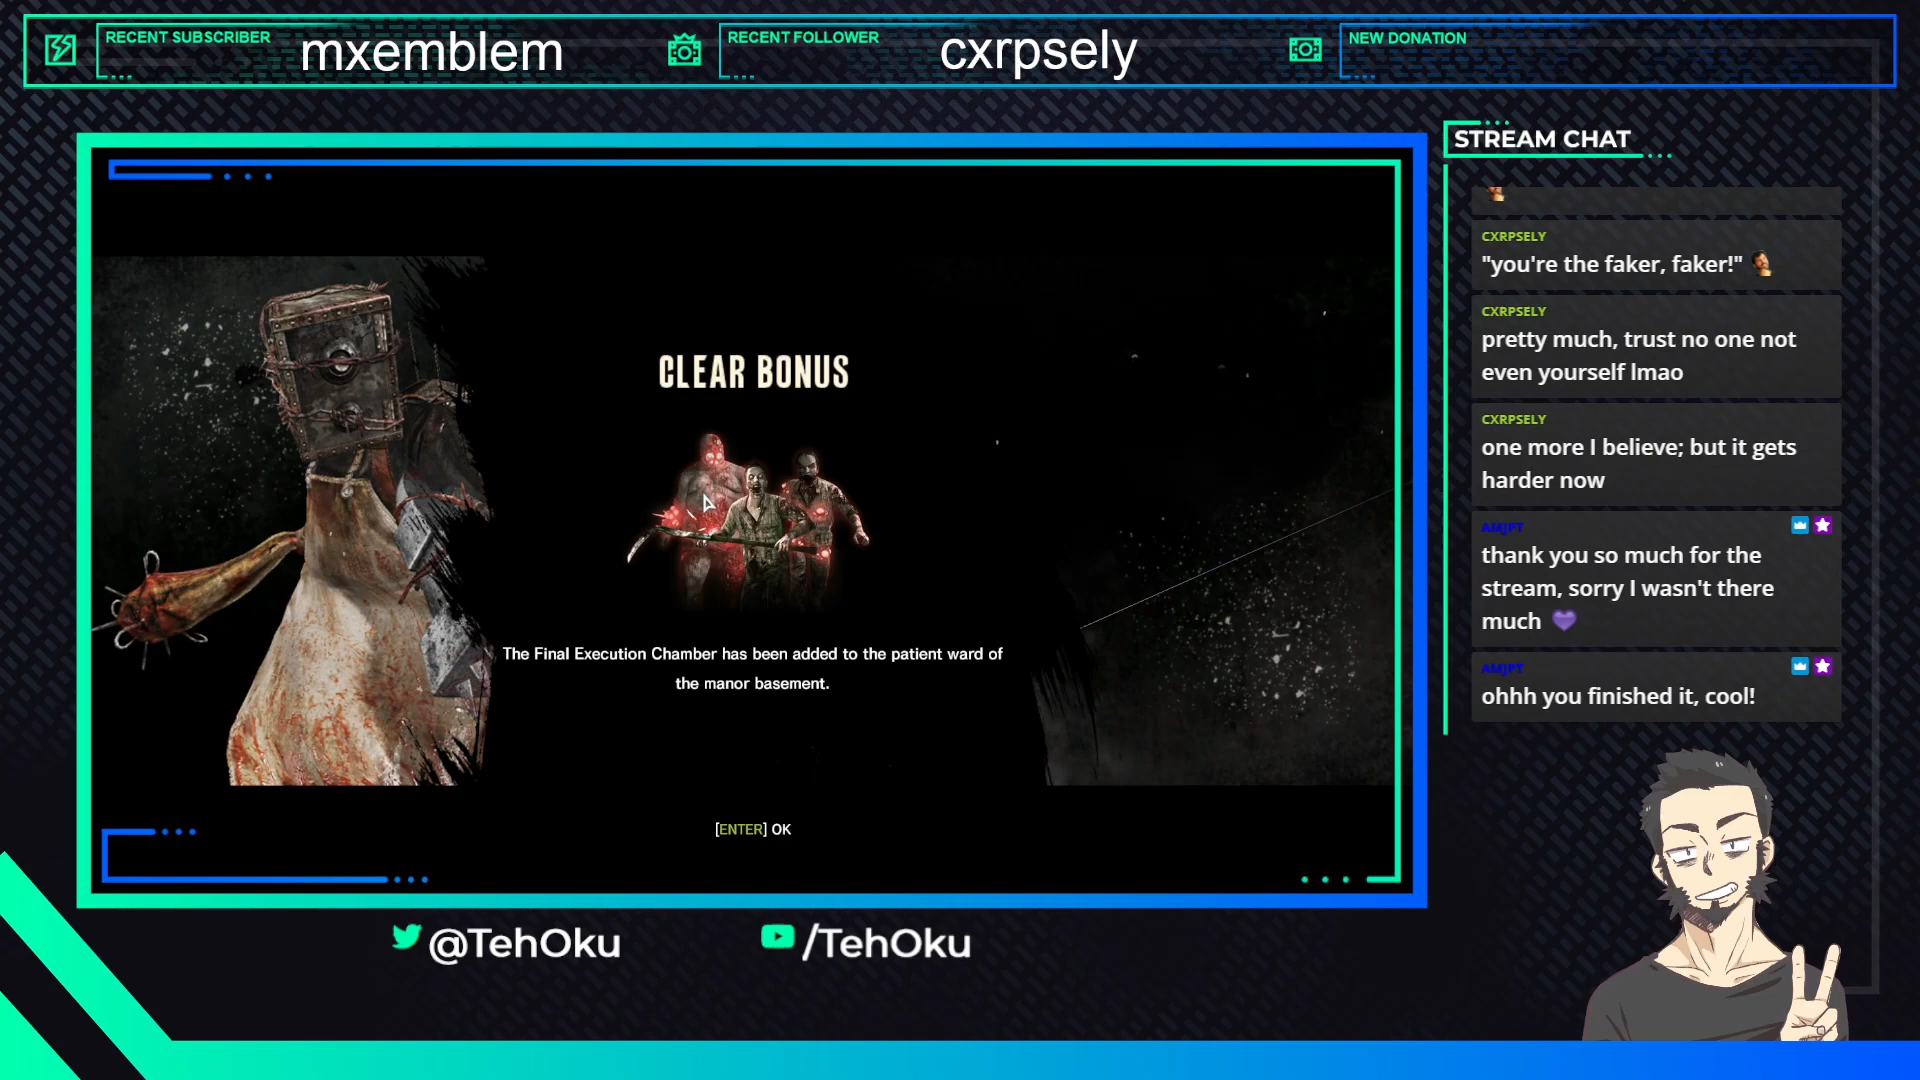 RECENT SUBSCRIBER
mxemblem
RECENT FOLLOWER
cxrpsely
NEW DONATION
STREAM CHAT
CXRPSELY
"you're the faker, faker!"
CXRPSELY
pretty much, trust no one not
even yourself lmao
CXRPSELY
one more I believe; but it gets
harder now
AMJPT
thank you so much for the
stream, sorry I wasn't there
much
AMJPT
ohhh you finished it, cool!
CLEAR BONUS
The Final Execution Chamber has been added to the patient ward of
the manor basement.
[ENTER] OK
@TehOku
/TehOku